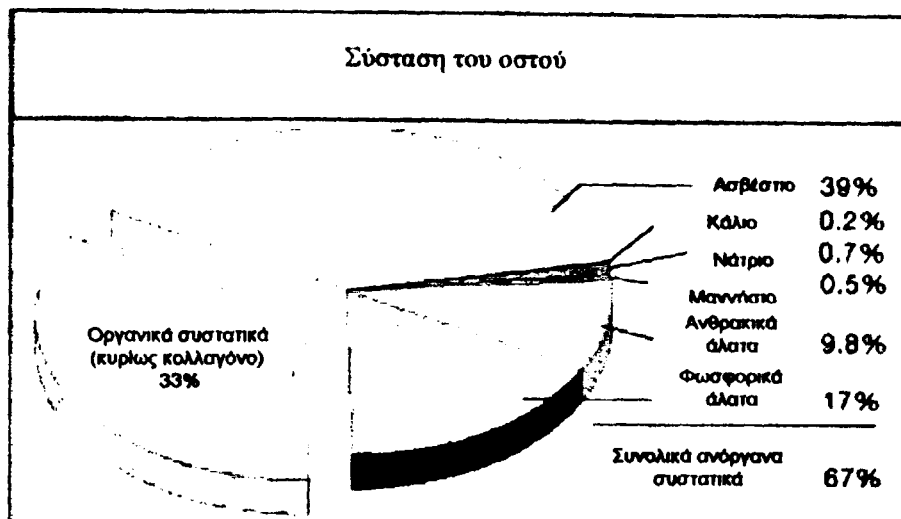 Σύσταση του οστού
Ασβέστιο 39%
Κάλιο 0.2%
Νάτριο 0.7%
Μαννήσιο 0.5%
Ανθρακικά
άλατα 9.8%
Φωσφορικά
άλατα 17%
Συνολικά ανόργανα
συστατικά 67%
Οργανικά συστατικά
(κυρίως κολλαγόνο)
33%